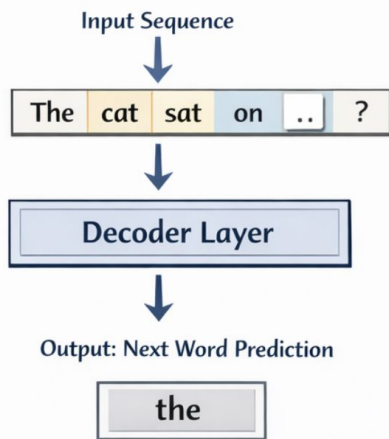 Input Sequence
The cat sat on .. ?
Decoder Layer
Output: Next Word Prediction
the